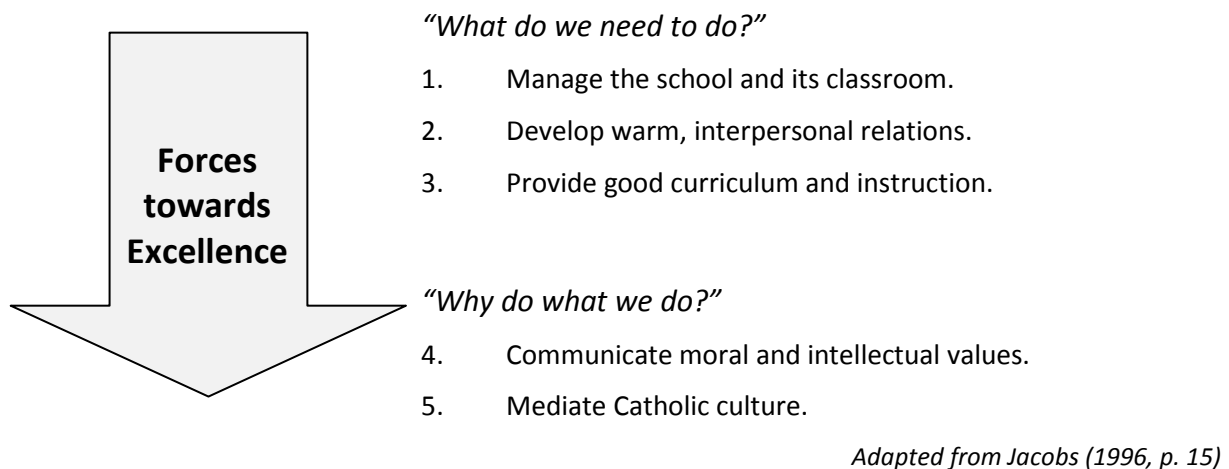 “What do we need to do?”
1. Manage the school and its classroom.
2. Develop warm, interpersonal relations.
3. Provide good curriculum and instruction.
Forces
towards
Excellence
“Why do what we do?”
4. Communicate moral and intellectual values.
5. Mediate Catholic culture.
Adapted from Jacobs (1996, p. 15)